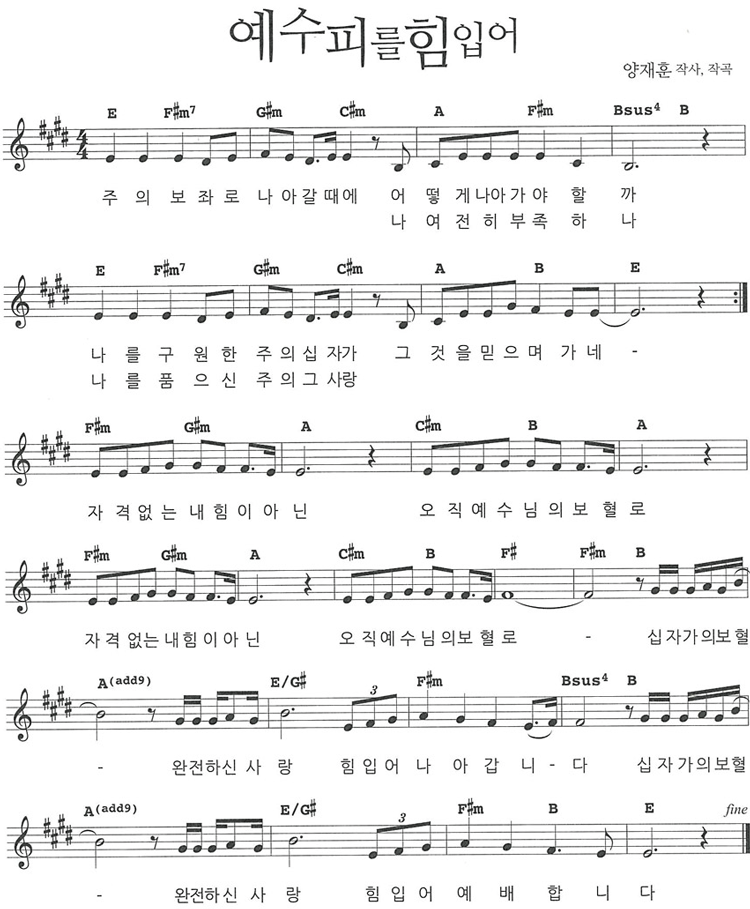 예수피를힘입어
양재훈 작사, 작곡
E F#m7 G#m C#m A F#m Bsus4 B
주 의 보 좌 로 나 아 갈 때 에 어 떻 게 나 아 가 야 할 까
나 여 전 히 부 족 하 나
E F#m7 G#m C#m A B E
나 를 구 원 한 주 의 십 자 가 그 것 을 믿 으 며 가 네 -
나 를 품 으 신 주 의 그 사랑
F#m G#m A C#m B A
자 격 없 는 내 힘 이 아 닌 오 직 예 수 님 의 보 혈 로
F#m G#m A C#m B F# F#m B
자 격 없 는 내 힘 이 아 닌 오 직 예 수 님 의 보 혈 로 - 십 자 가 의 보 혈
A(add9) E/G# F#m Bsus4 B
3
- 완전하신 사 랑 힘 입 어 나 아 갑 니 - 다 십 자 가 의 보 혈
A(add9) E/G# F#m B E fine
3
- 완전하신 사 랑 힘 입 어 예 배 합 니 다